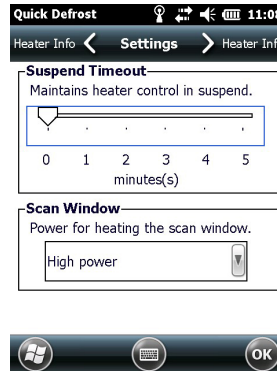 Quick Defrost 11:08
Heater Info Settings Heater Inf
Suspend Timeout
Maintains heater control in suspend.
0 1 2 3 4 5
minutes(s)
Scan Window
Power for heating the scan window.
High power
OK